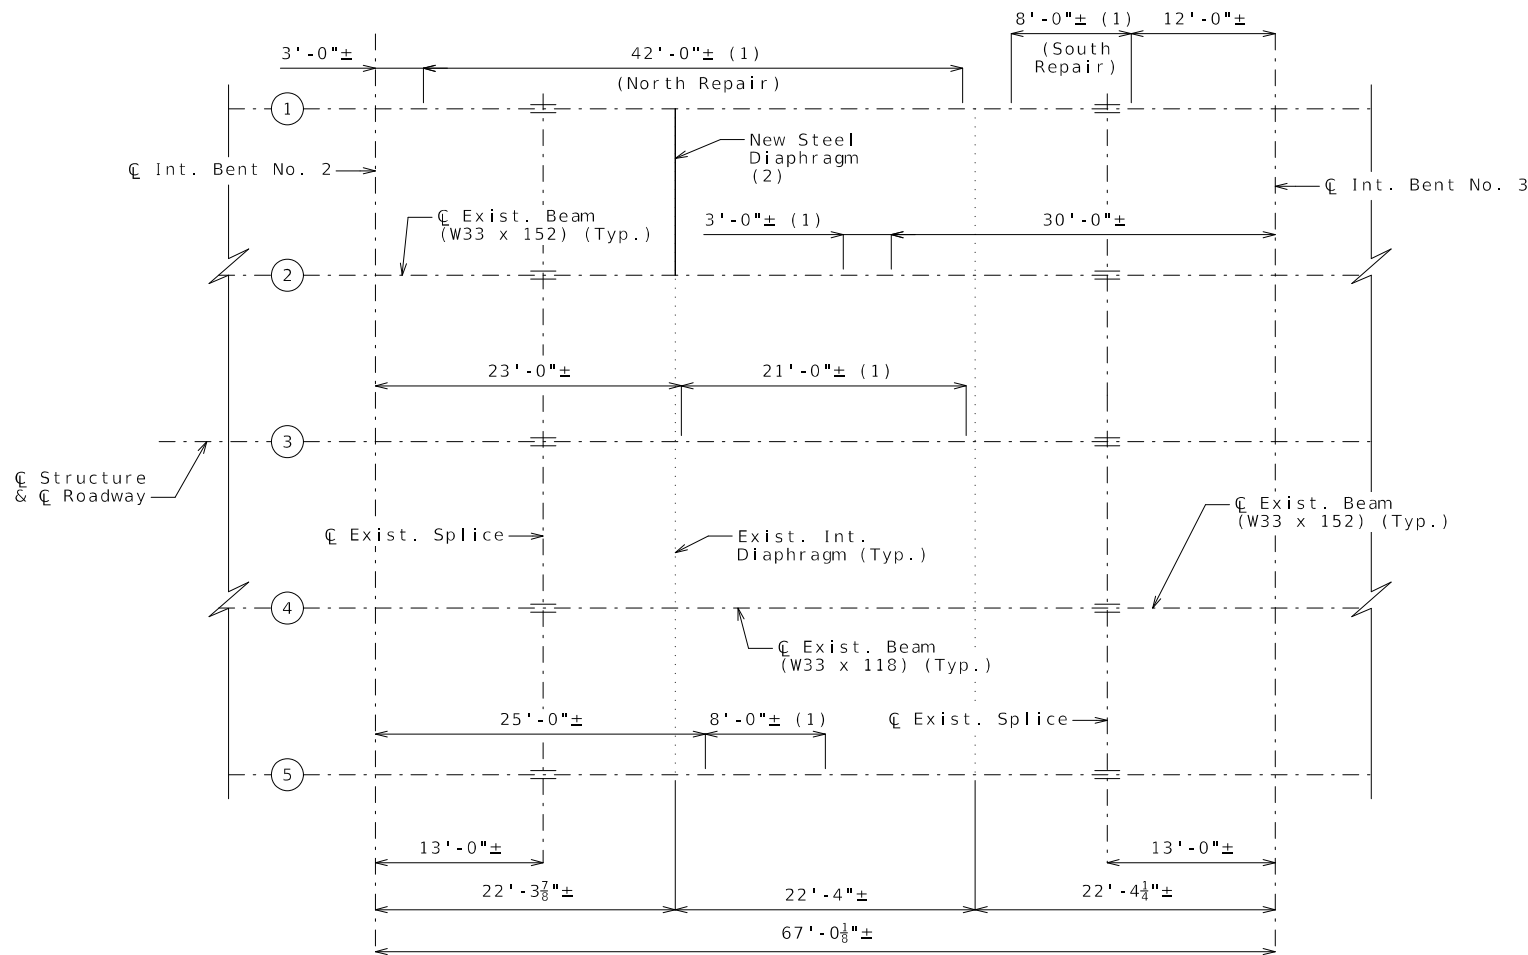 8'-0"± (1)
12'-0"±
3'-0"±
42'-0"± (1)
(South
Repair)
(North Repair)
1
New Steel
Diaphragm
(2)
℄ Int. Bent No. 2
℄ Int. Bent No. 3
℄ Exist. Beam
(W33 x 152) (Typ.)
3'-0"± (1)
30'-0"±
2
23'-0"±
21'-0"± (1)
3
℄ Structure
& ℄ Roadway
℄ Exist. Beam
(W33 x 152) (Typ.)
℄ Exist. Splice
Exist. Int.
Diaphragm (Typ.)
4
℄ Exist. Beam
(W33 x 118) (Typ.)
25'-0"±
8'-0"± (1)
℄ Exist. Splice
5
13'-0"±
13'-0"±
22'-3⅞"±
22'-4"±
22'-4¼"±
67'-0⅛"±